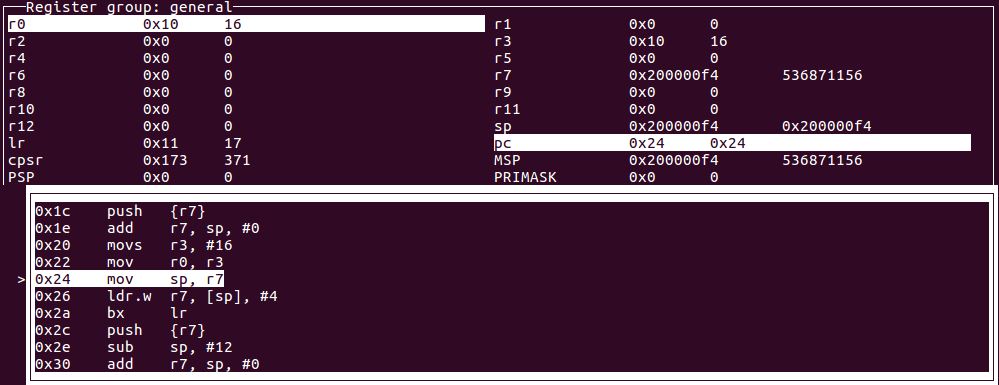 Register group: general
r0 0x10 16 r1 0x0 0
r2 0x0 0 r3 0x10 16
r4 0x0 0 r5 0x0 0
r6 0x0 0 r7 0x200000f4 536871156
r8 0x0 0 r9 0x0 0
r10 0x0 0 r11 0x0 0
r12 0x0 0 sp 0x200000f4 0x200000f4
lr 0x11 17 pc 0x24 0x24
cpsr 0x173 371 MSP 0x200000f4 536871156
PSP 0x0 0 PRIMASK 0x0 0
0x1c push {r7}
0x1e add r7, sp, #0
0x20 movs r3, #16
0x22 mov r0, r3
> 0x24 mov sp, r7
0x26 ldr.w r7, [sp], #4
0x2a bx lr
0x2c push {r7}
0x2e sub sp, #12
0x30 add r7, sp, #0